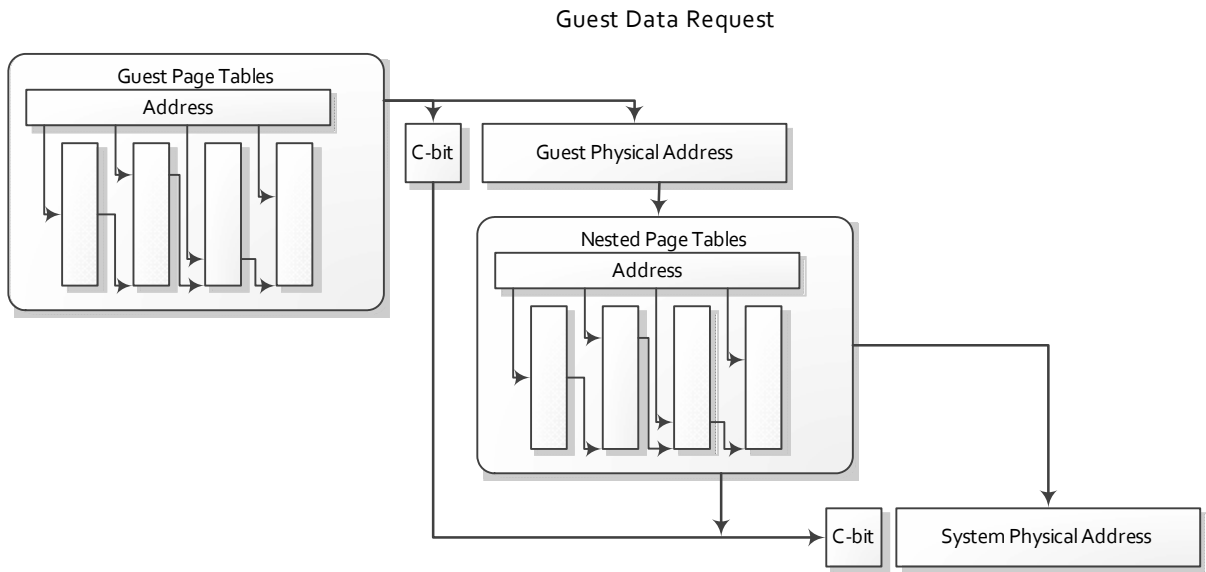 Guest Data Request
Guest Page Tables
Address
C-bit
Guest Physical Address
Nested Page Tables
Address
C-bit
System Physical Address